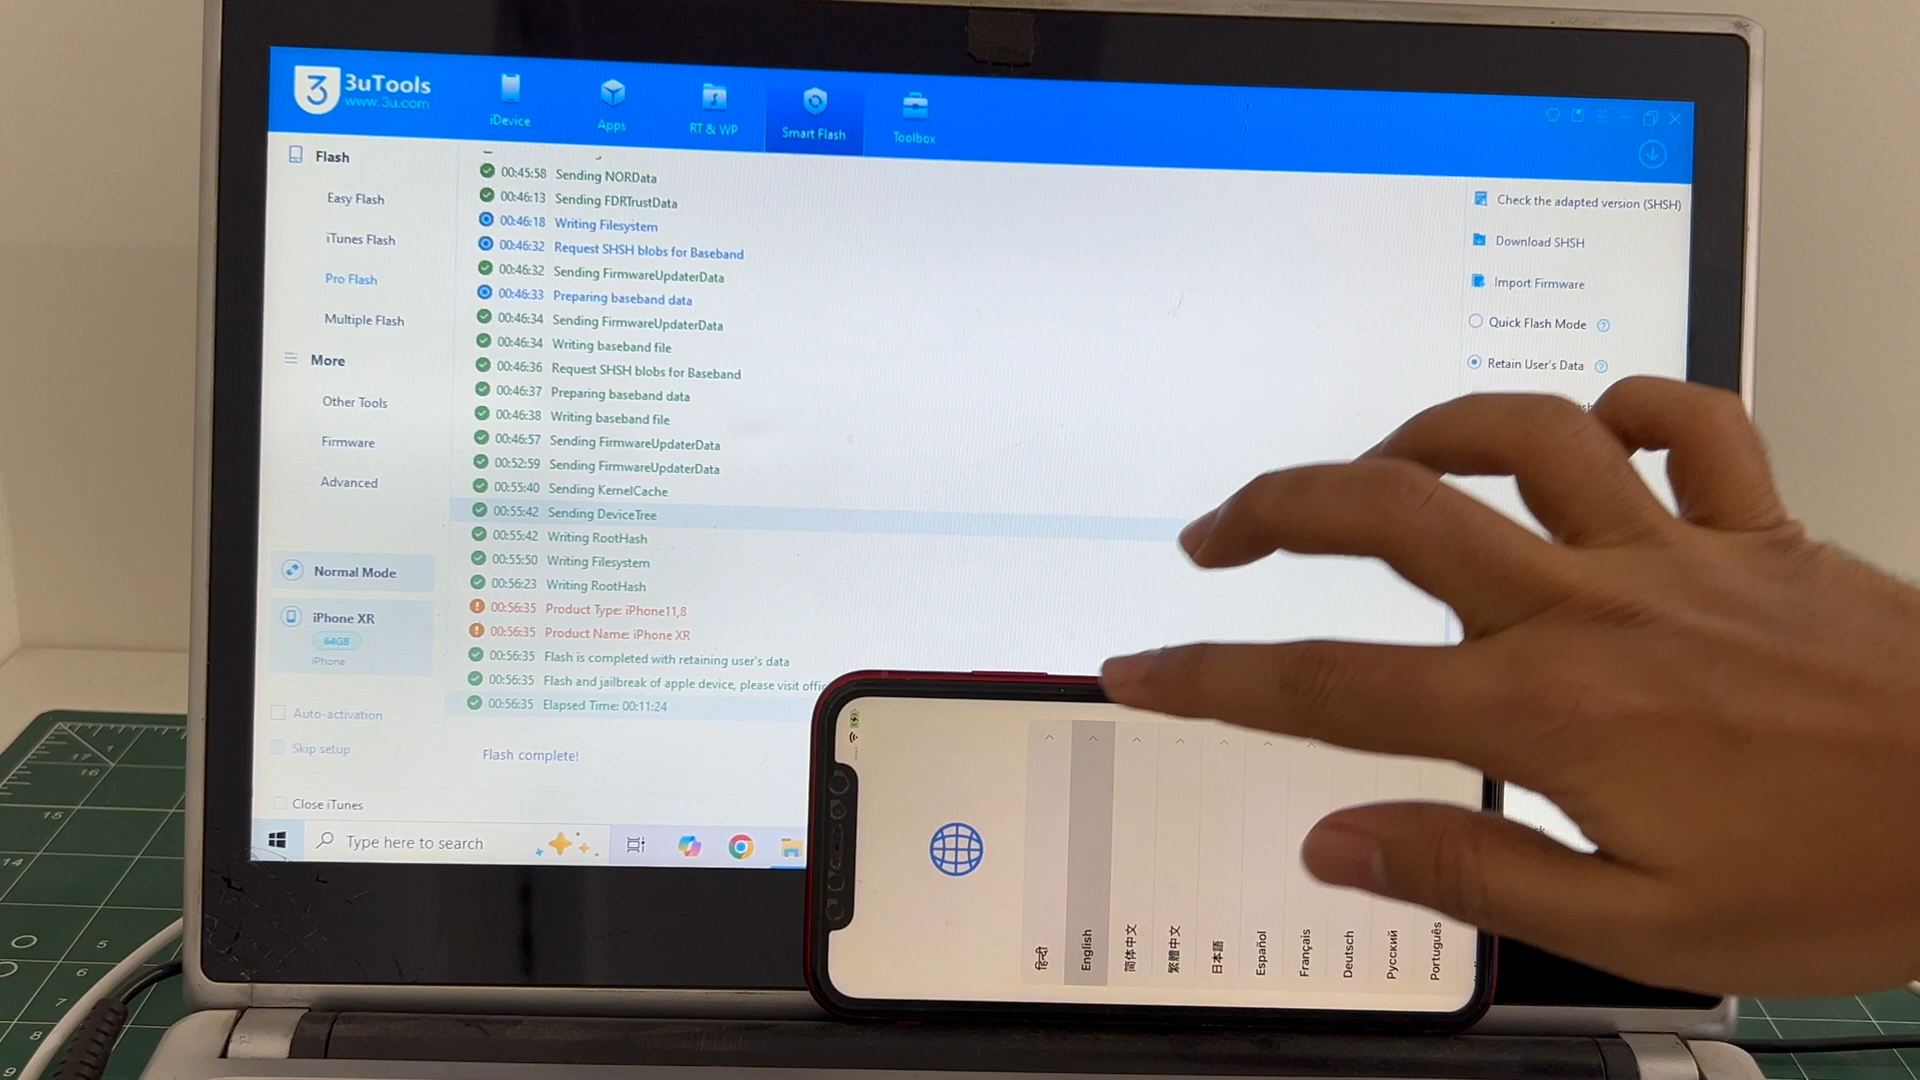 3 3uTools
www.3u.com
iDevice
Apps
RT & WP
Smart Flash
Toolbox
Flash
Easy Flash
iTunes Flash
Pro Flash
Multiple Flash
More
Other Tools
Firmware
Advanced
Normal Mode
iPhone XR
64GB
iPhone
Auto-activation
Skip setup
Close iTunes
00:45:58 Sending NORData
00:46:13 Sending FDRTrustData
00:46:18 Writing Filesystem
00:46:32 Request SHSH blobs for Baseband
00:46:32 Sending FirmwareUpdaterData
00:46:33 Preparing baseband data
00:46:34 Sending FirmwareUpdaterData
00:46:34 Writing baseband file
00:46:36 Request SHSH blobs for Baseband
00:46:37 Preparing baseband data
00:46:38 Writing baseband file
00:46:57 Sending FirmwareUpdaterData
00:52:59 Sending FirmwareUpdaterData
00:55:40 Sending KernelCache
00:55:42 Sending DeviceTree
00:55:42 Writing RootHash
00:55:50 Writing Filesystem
00:56:23 Writing RootHash
00:56:35 Product Type: iPhone11,8
00:56:35 Product Name: iPhone XR
00:56:35 Flash is completed with retaining user's data
00:56:35 Flash and jailbreak of apple device, please visit offic
00:56:35 Elapsed Time: 00:11:24
Flash complete!
Check the adapted version (SHSH)
Download SHSH
Import Firmware
Quick Flash Mode
Retain User's Data
Type here to search
हिन्दी
English
简体中文
繁體中文
日本語
Español
Français
Deutsch
Русский
Português
17
16
15
14
5
6
7
8
9
1